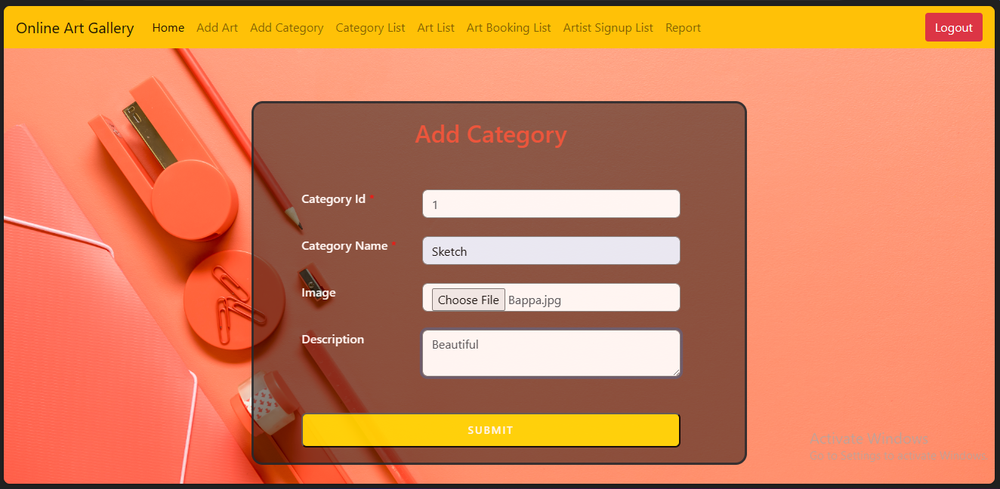 Online Art Gallery Home Add Art Add Category Category List Art List Art Booking List Artist Signup List Report Logout
Add Category
Category Id * 1
Category Name * Sketch
Image Choose File Bappa.jpg
Description Beautiful
SUBMIT
Activate Windows
Go to Settings to activate Windows.